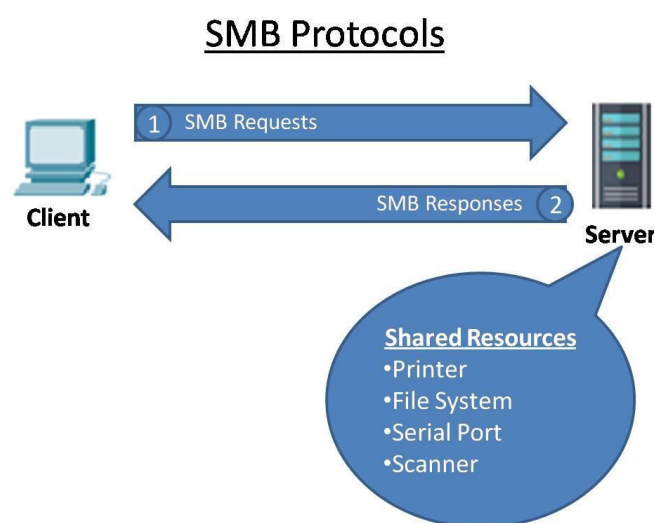 SMB Protocols
1 SMB Requests
SMB Responses 2
Client
Server
Shared Resources
•Printer
•File System
•Serial Port
•Scanner